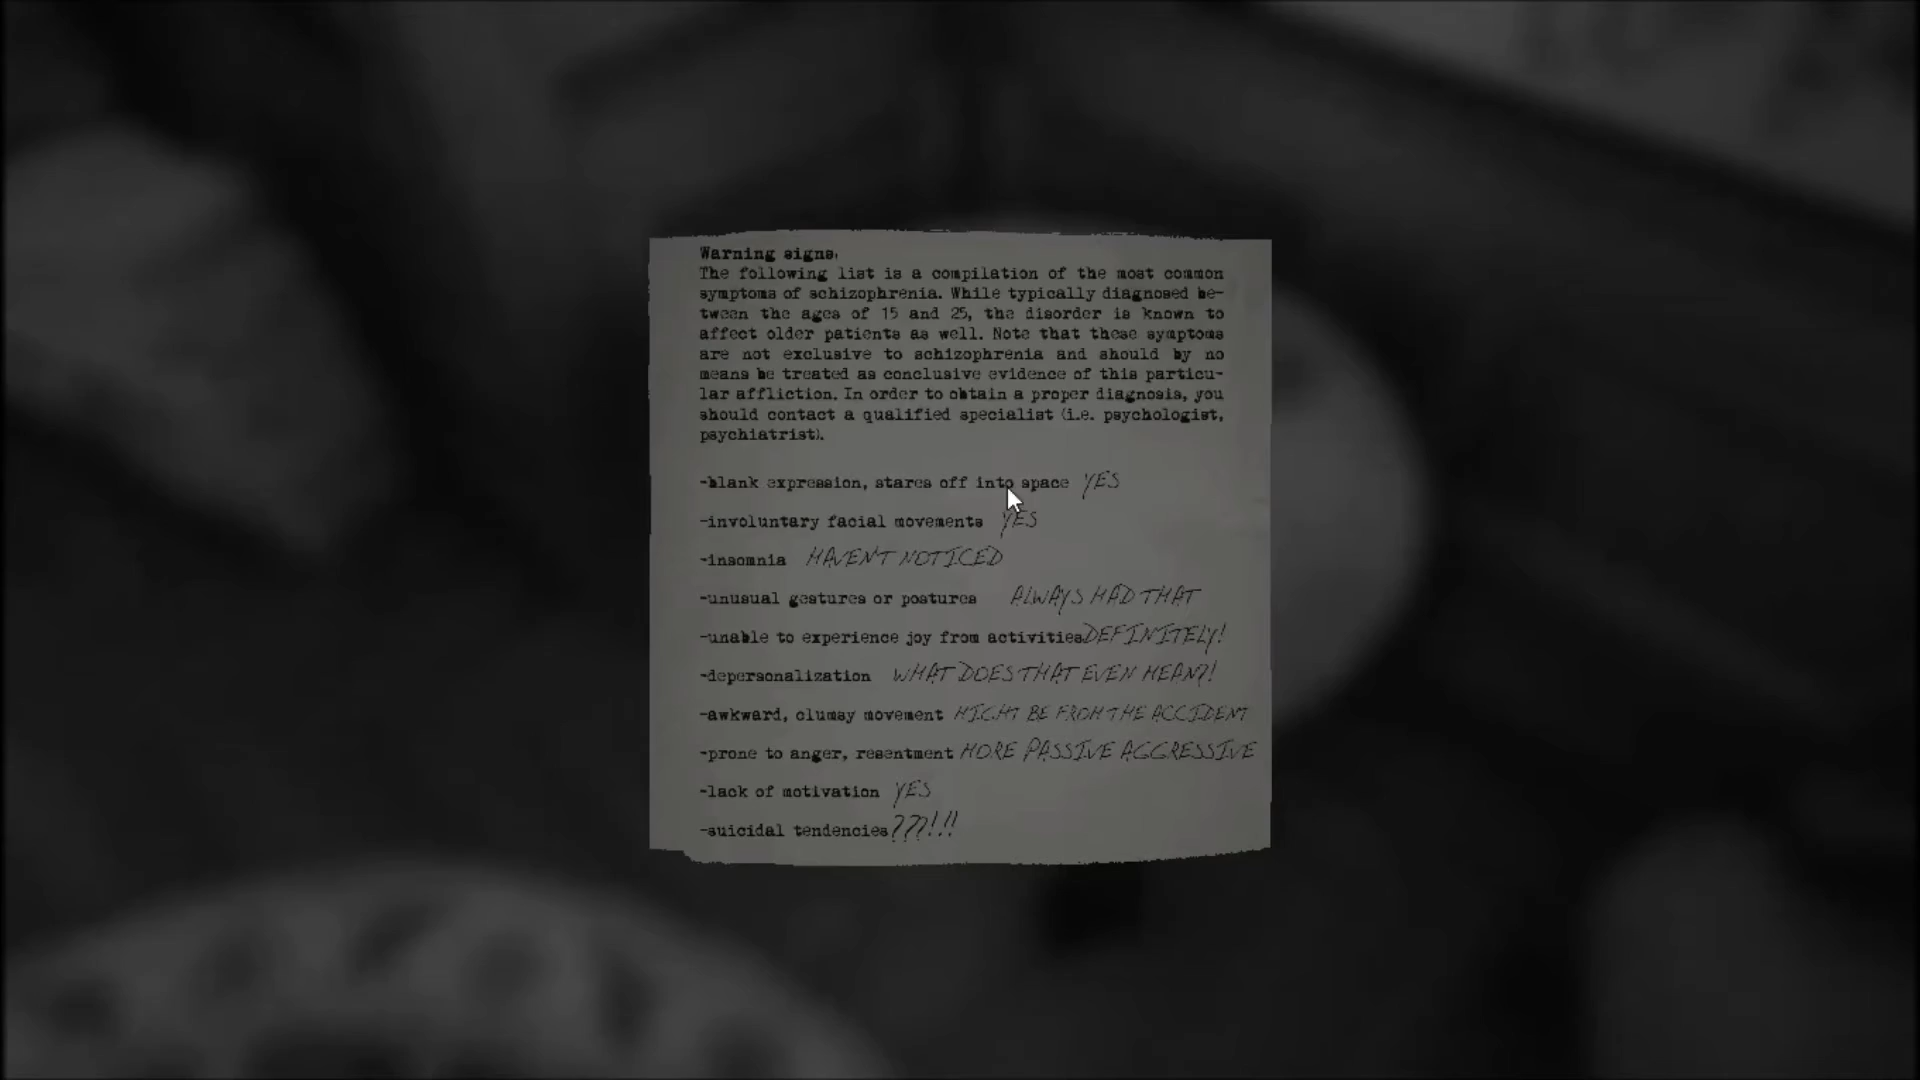 Warning signs:
The following list is a compilation of the most common
symptoms of schizophrenia. While typically diagnosed be-
tween the ages of 15 and 25, the disorder is known to
affect older patients as well. Note that these symptoms
are not exclusive to schizophrenia and should by no
means be treated as conclusive evidence of this particu-
lar affliction. In order to obtain a proper diagnosis, you
should contact a qualified specialist (i.e. psychologist,
psychiatrist).
-blank expression, stares off into space YES
-involuntary facial movements YES
-insomnia HAVENT NOTICED
-unusual gestures or postures ALWAYS HAD THAT
-unable to experience joy from activities DEFINITELY!
-depersonalization WHAT DOES THAT EVEN MEAN?!
-awkward, clumsy movement MIGHT BE FROM THE ACCIDENT
-prone to anger, resentment MORE PASSIVE AGGRESSIVE
-lack of motivation YES
-suicidal tendencies ???!!!